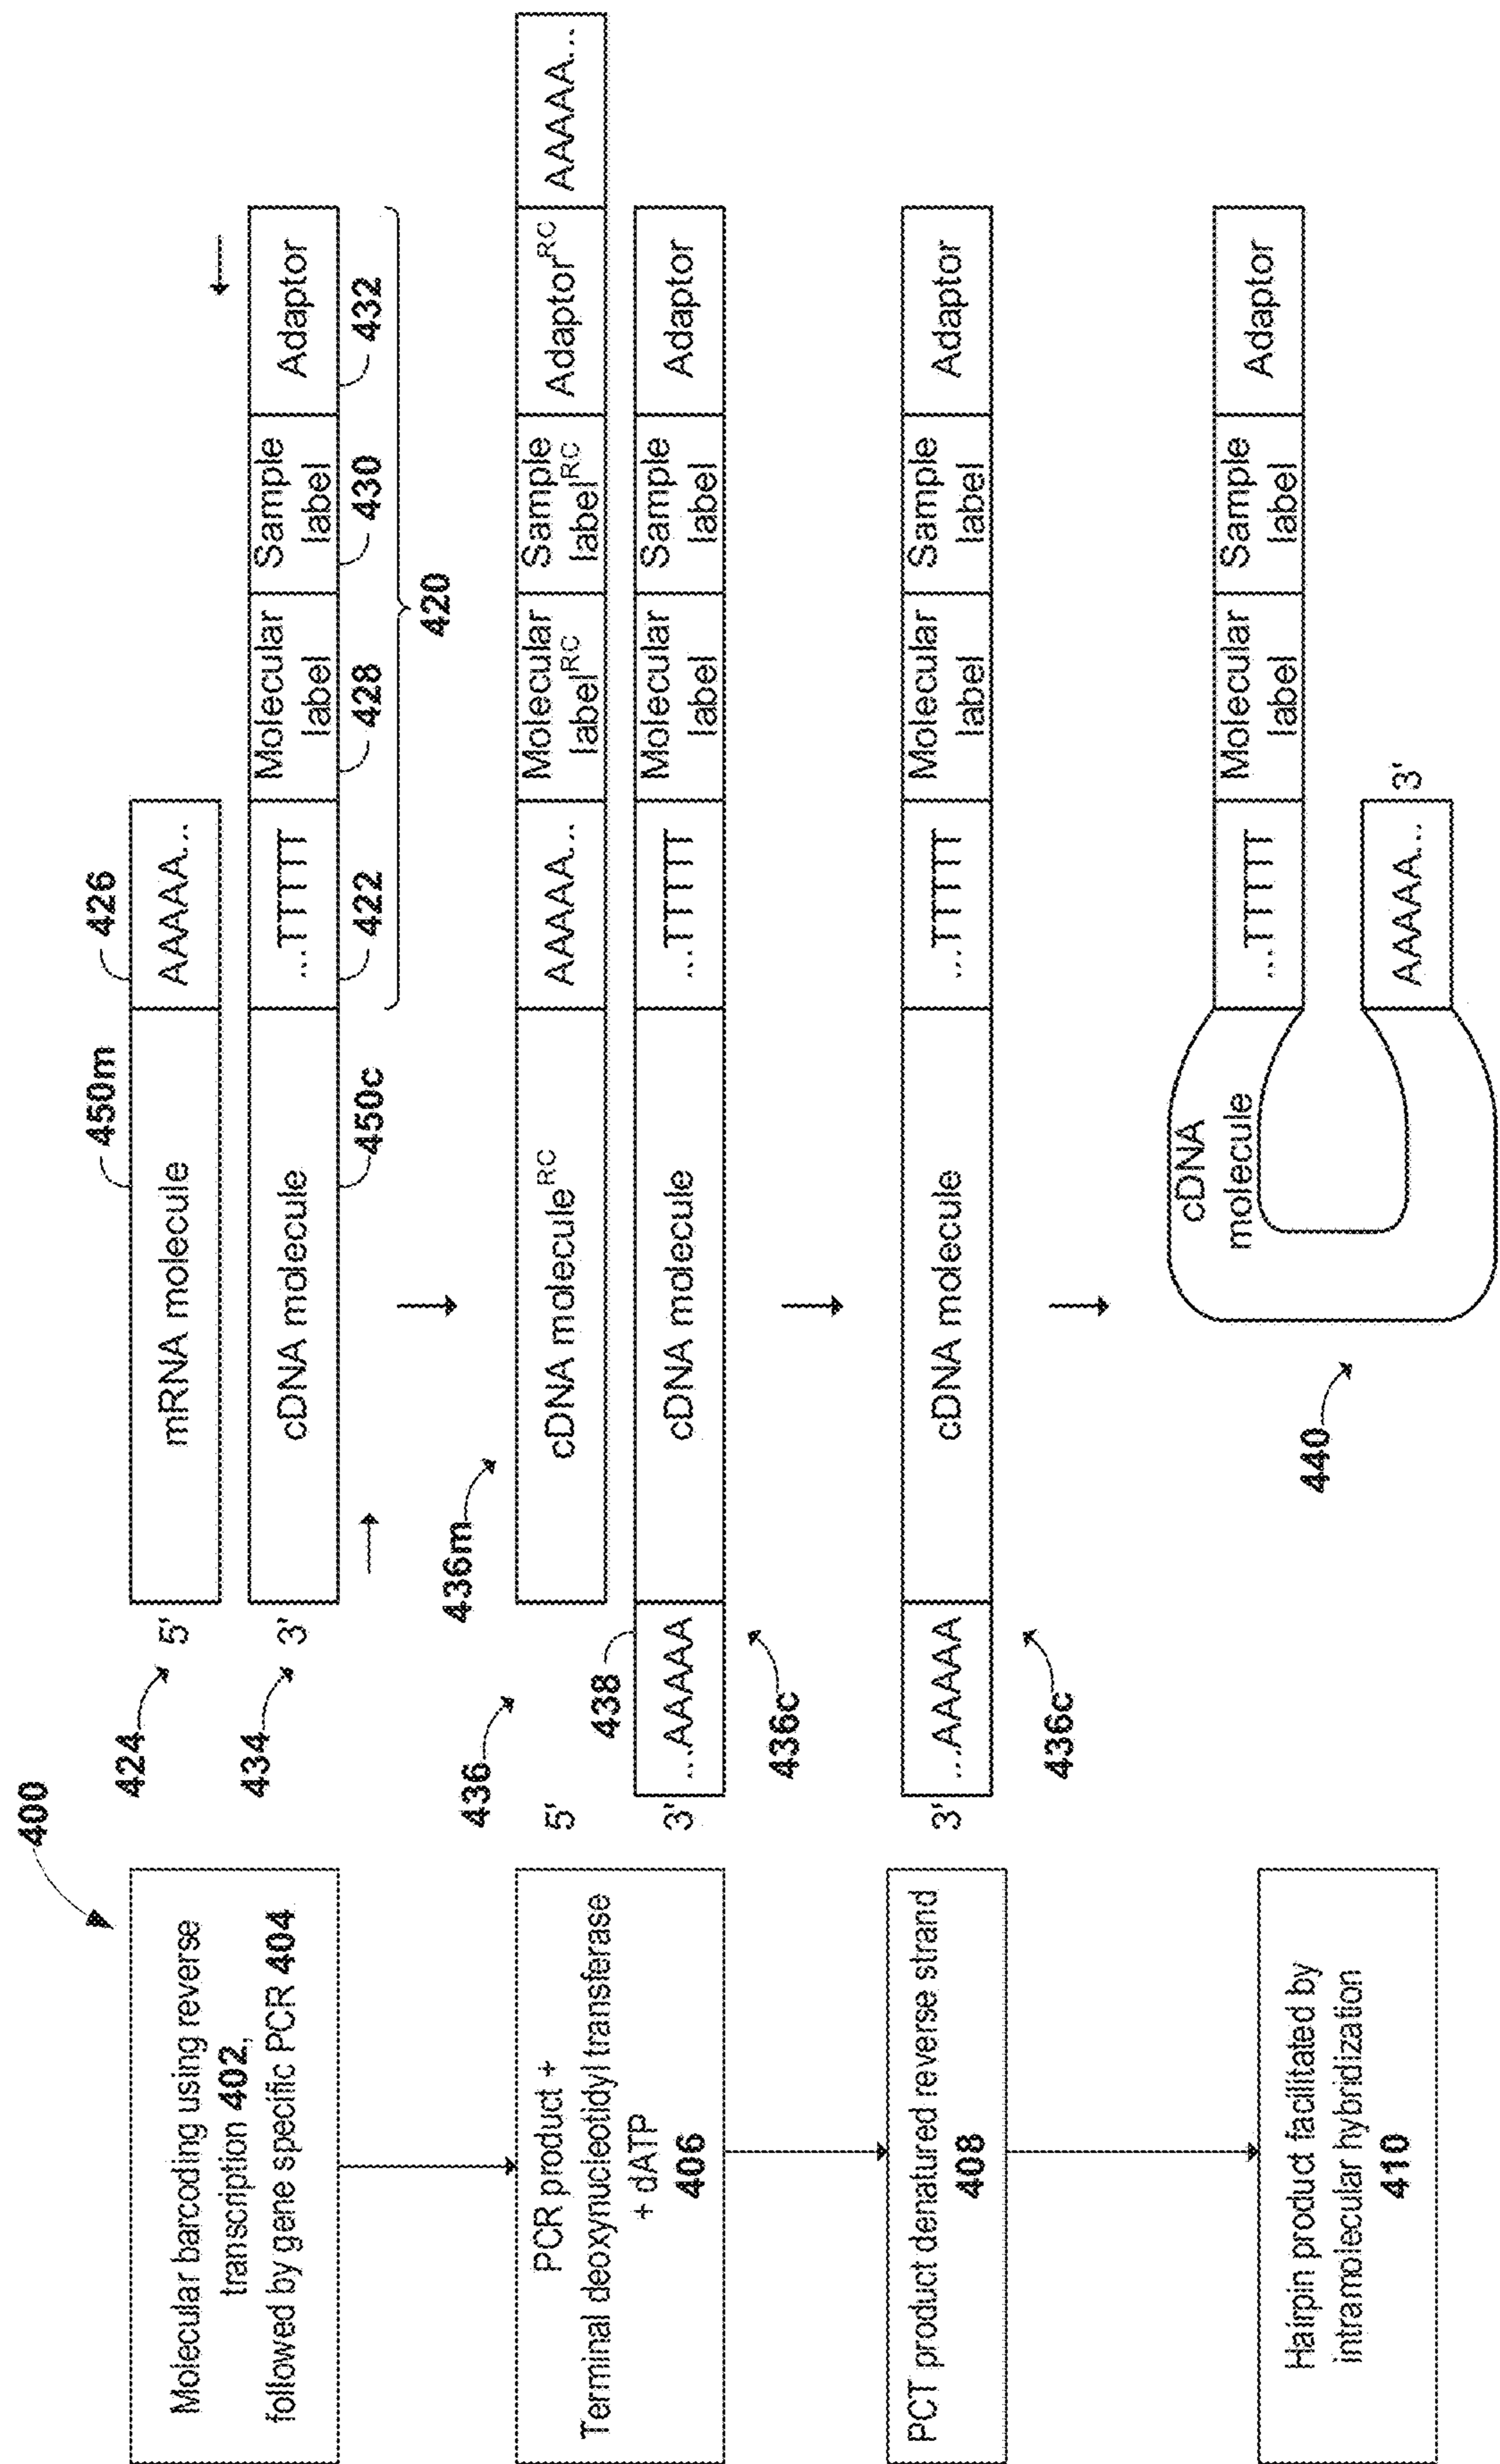 400
Molecular barcoding using reverse
transcription 402,
followed by gene specific PCR 404
PCR product +
Terminal deoxynucleotidyl transferase
+ dATP
406
PCT product denatured reverse strand
408
Hairpin product facilitated by
intramolecular hybridization
410
424
5'
450m
426
mRNA molecule
AAAAA...
434
3'
cDNA molecule
...TTTTT
Molecular
label
Sample
label
Adaptor
450c
422
428
430
432
420
436
436m
5'
cDNA molecule^RC
AAAAA...
Molecular
label^RC
Sample
label^RC
Adaptor^RC
AAAAA...
438
3'
...AAAAA
cDNA molecule
...TTTTT
Molecular
label
Sample
label
Adaptor
436c
3'
...AAAAA
cDNA molecule
...TTTTT
Molecular
label
Sample
label
Adaptor
436c
440
cDNA
molecule
...TTTTT
Molecular
label
Sample
label
Adaptor
AAAAA...
3'